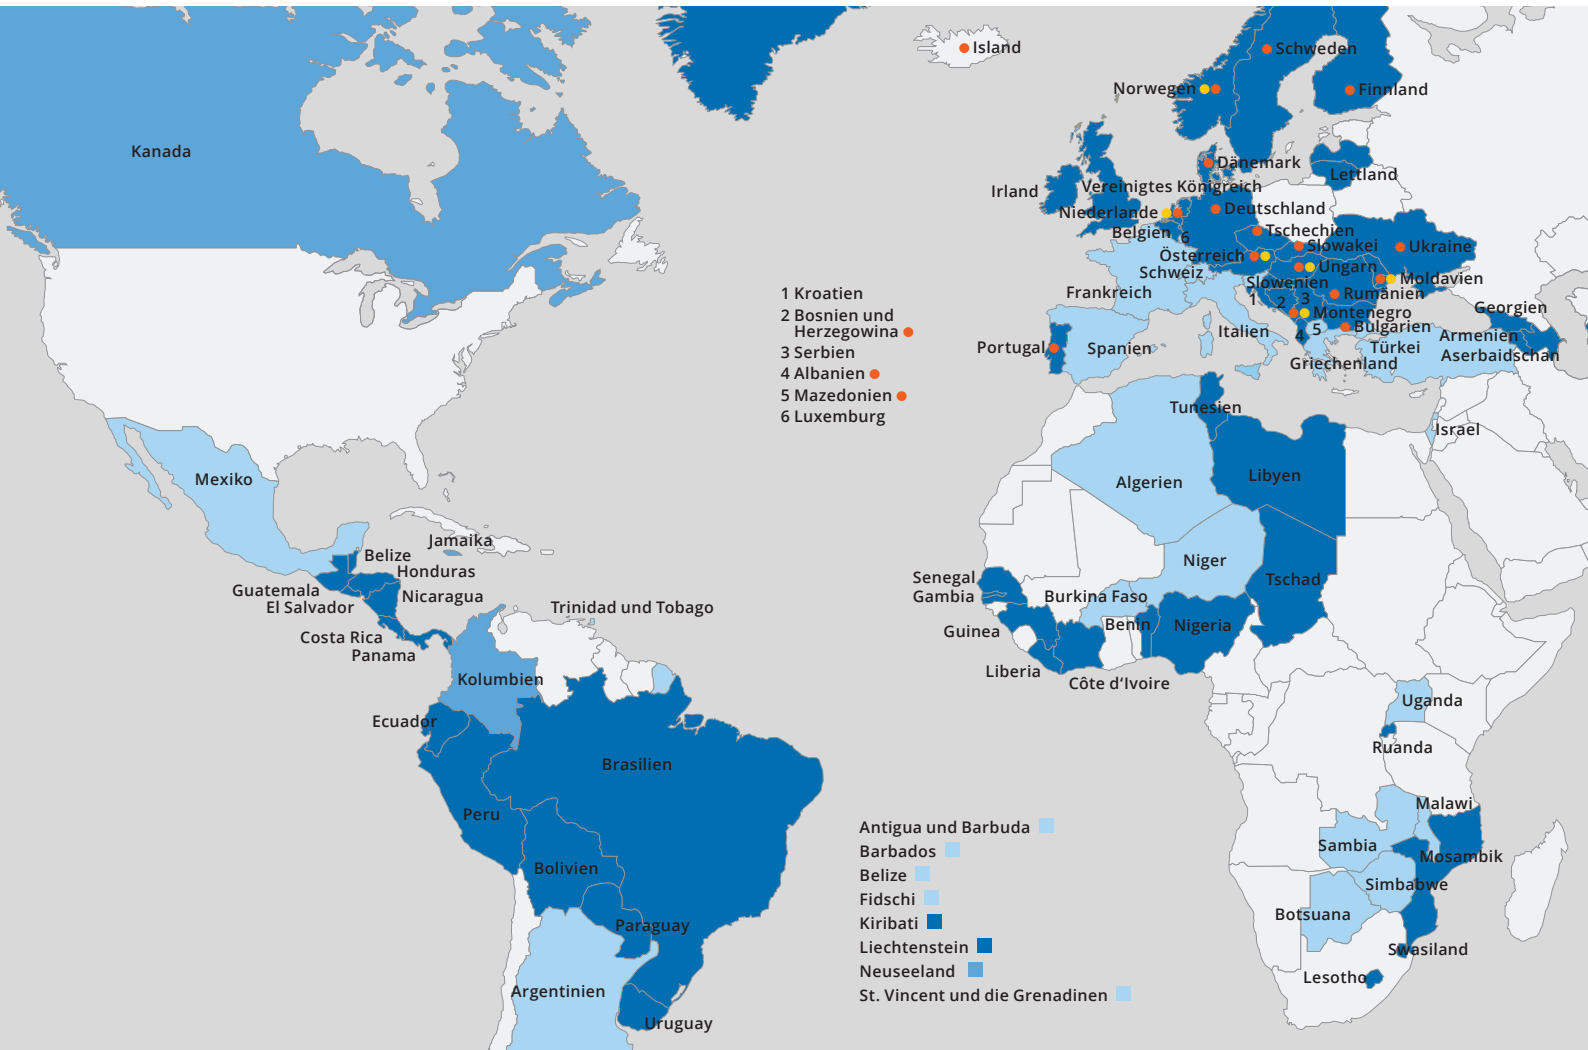 Island
Schweden
Norwegen
Finnland
Kanada
Dänemark
Lettland
Irland
Vereinigtes Königreich
Niederlande
Deutschland
Belgien
6
Tschechien
Slowakei
Ukraine
Österreich
Schweiz
Ungarn
Moldavien
Slowenien
Frankreich
1
2
3
Rumänien
Montenegro
Georgien
4
5
Bulgarien
Italien
Armenien
Portugal
Spanien
Türkei
Aserbaidschan
Griechenland
1 Kroatien
2 Bosnien und
Herzegowina
3 Serbien
4 Albanien
5 Mazedonien
6 Luxemburg
Tunesien
Israel
Mexiko
Algerien
Libyen
Jamaika
Belize
Honduras
Guatemala
Nicaragua
El Salvador
Trinidad und Tobago
Costa Rica
Panama
Niger
Tschad
Senegal
Gambia
Burkina Faso
Guinea
Benin
Nigeria
Liberia
Côte d’Ivoire
Kolumbien
Ecuador
Uganda
Ruanda
Brasilien
Peru
Malawi
Bolivien
Sambia
Mosambik
Simbabwe
Botsuana
Paraguay
Swasiland
Lesotho
Argentinien
Uruguay
Antigua und Barbuda
Barbados
Belize
Fidschi
Kiribati
Liechtenstein
Neuseeland
St. Vincent und die Grenadinen